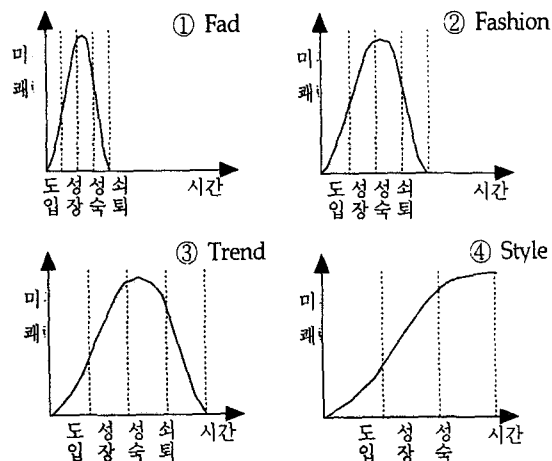 ① Fad
미
쾌
도입 성장 성숙 쇠퇴 시간
② Fashion
미
쾌
도입 성장 성숙 쇠퇴 시간
③ Trend
미
쾌
도입 성장 성숙 쇠퇴 시간
④ Style
미
쾌
도입 성장 성숙 시간